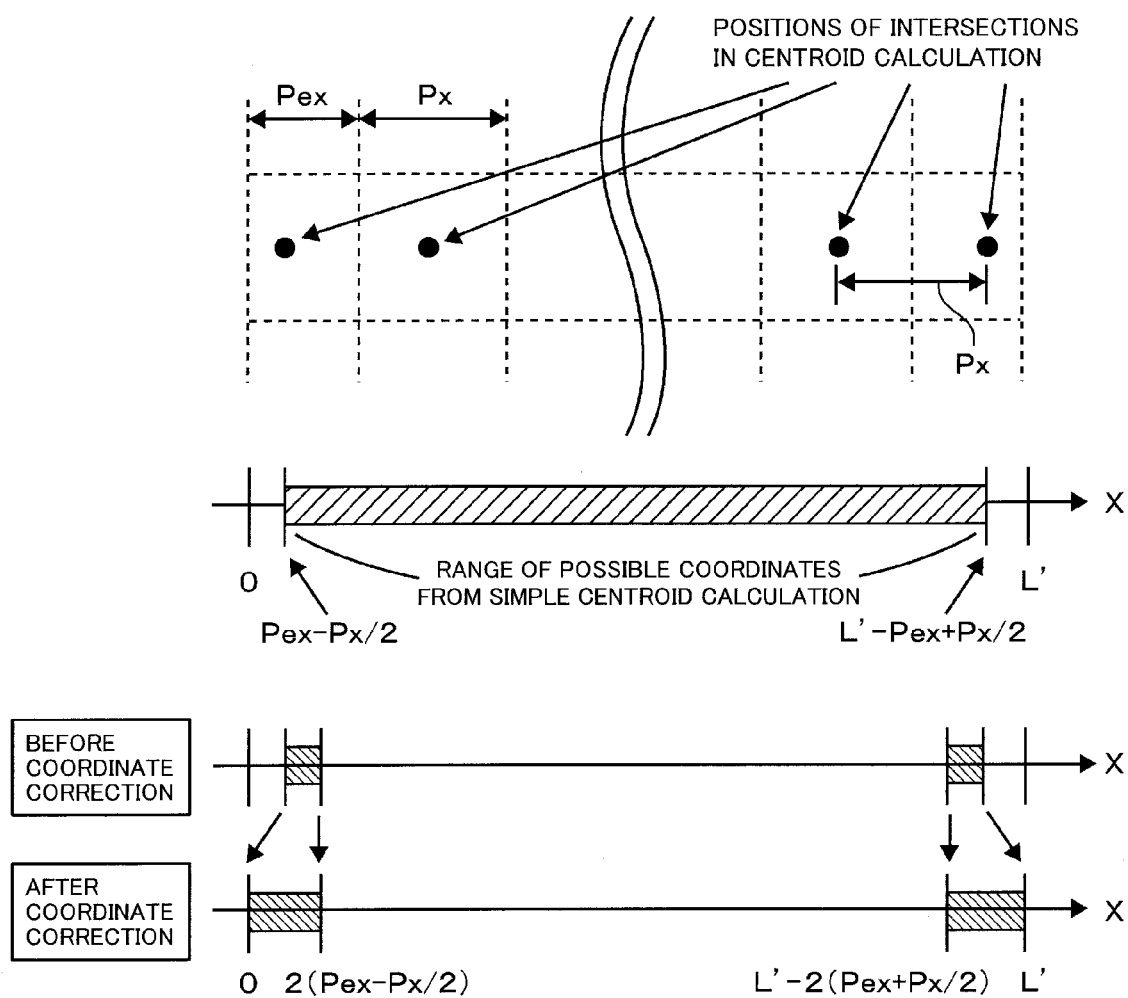 POSITIONS OF INTERSECTIONS
IN CENTROID CALCULATION
Pex
Px
Px
X
0
RANGE OF POSSIBLE COORDINATES
FROM SIMPLE CENTROID CALCULATION
L'
Pex-Px/2
L'-Pex+Px/2
BEFORE
COORDINATE
CORRECTION
X
AFTER
COORDINATE
CORRECTION
X
0
2(Pex-Px/2)
L'-2(Pex+Px/2)
L'